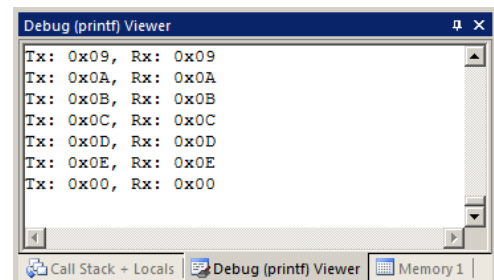 Debug (printf) Viewer
Tx: 0x09, Rx: 0x09
Tx: 0x0A, Rx: 0x0A
Tx: 0x0B, Rx: 0x0B
Tx: 0x0C, Rx: 0x0C
Tx: 0x0D, Rx: 0x0D
Tx: 0x0E, Rx: 0x0E
Tx: 0x00, Rx: 0x00
Call Stack + Locals Debug (printf) Viewer Memory 1